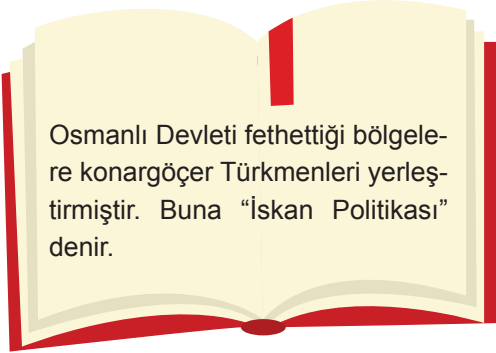 Osmanlı Devleti fethettiği bölgele-
re konargöçer Türkmenleri yerleş-
tirmiştir. Buna “İskan Politikası”
denir.